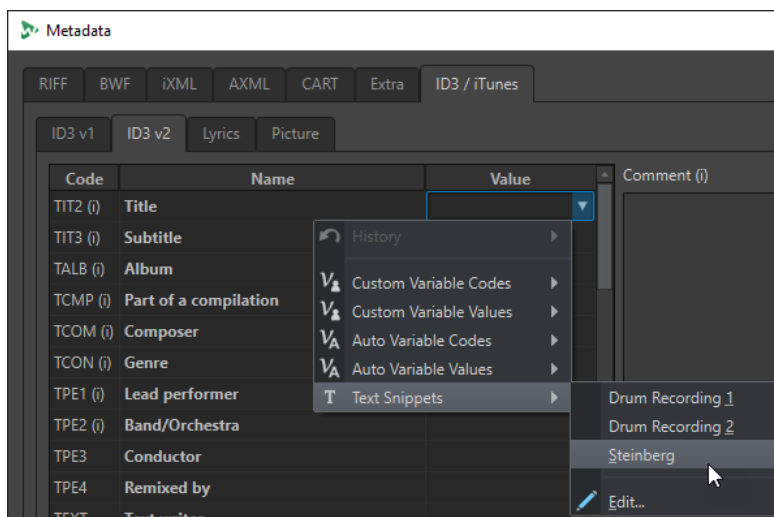 Metadata
RIFF BWF iXML AXML CART Extra ID3 / iTunes
ID3 v1 ID3 v2 Lyrics Picture
Code Name Value Comment (i)
TIT2 (i) Title
TIT3 (i) Subtitle History
TALB (i) Album
Custom Variable Codes
TCMP (i) Part of a compilation Custom Variable Values
TCOM (i) Composer Auto Variable Codes
TCON (i) Genre Auto Variable Values
TPE1 (i) Lead performer T Text Snippets Drum Recording 1
TPE2 (i) Band/Orchestra Drum Recording 2
TPE3 Conductor Steinberg
TPE4 Remixed by Edit...
TEXT Text writer